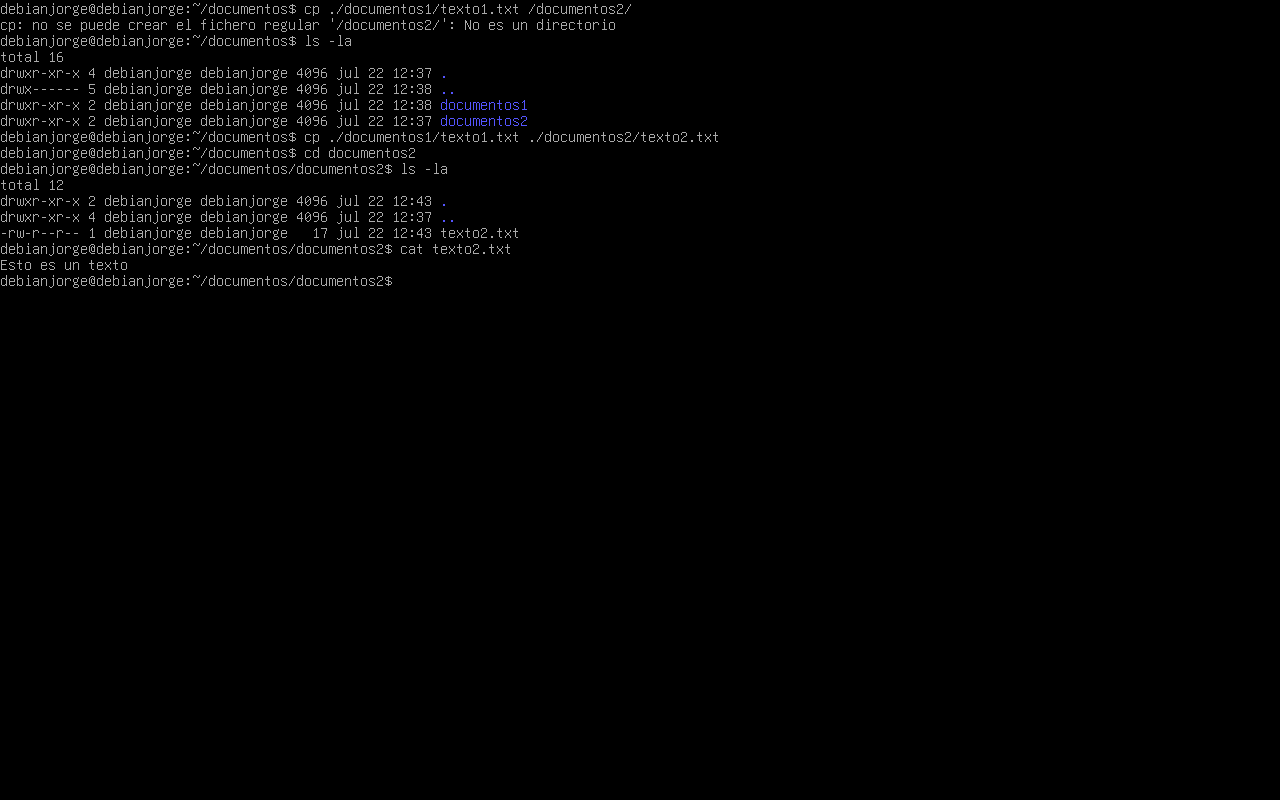 debianjorge@debianjorge:~/documentos$ cp ./documentos1/texto1.txt /documentos2/
cp: no se puede crear el fichero regular '/documentos2/': No es un directorio
debianjorge@debianjorge:~/documentos$ ls -la
total 16
drwxr-xr-x 4 debianjorge debianjorge 4096 jul 22 12:37 .
drwx------ 5 debianjorge debianjorge 4096 jul 22 12:38 ..
drwxr-xr-x 2 debianjorge debianjorge 4096 jul 22 12:38 documentos1
drwxr-xr-x 2 debianjorge debianjorge 4096 jul 22 12:37 documentos2
debianjorge@debianjorge:~/documentos$ cp ./documentos1/texto1.txt ./documentos2/texto2.txt
debianjorge@debianjorge:~/documentos$ cd documentos2
debianjorge@debianjorge:~/documentos/documentos2$ ls -la
total 12
drwxr-xr-x 2 debianjorge debianjorge 4096 jul 22 12:43 .
drwxr-xr-x 4 debianjorge debianjorge 4096 jul 22 12:37 ..
-rw-r--r-- 1 debianjorge debianjorge   17 jul 22 12:43 texto2.txt
debianjorge@debianjorge:~/documentos/documentos2$ cat texto2.txt
Esto es un texto
debianjorge@debianjorge:~/documentos/documentos2$